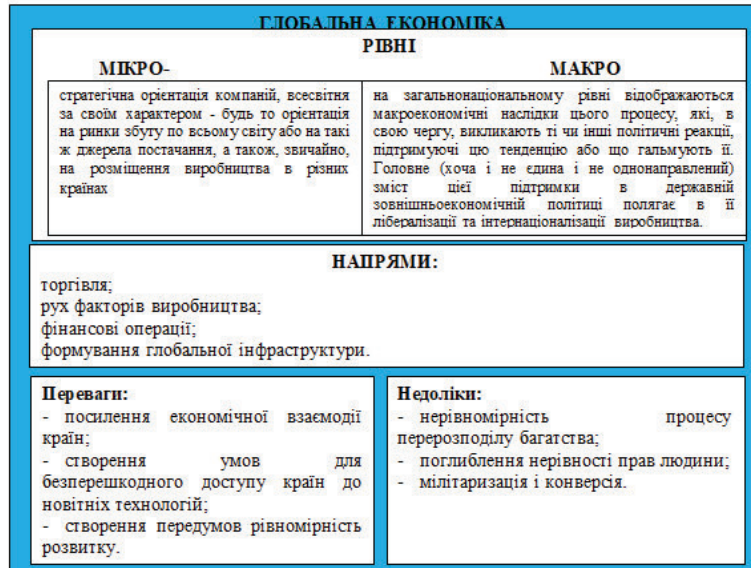 ГЛОБАЛЬНА ЕКОНОМІКА
РІВНІ
МІКРО-
МАКРО
стратегічна орієнтація компаній, всесвітня
за своїм характером - будь то орієнтація
на ринки збуту по всьому світу або на такі
ж джерела постачання, а також, звичайно,
на розміщення виробництва в різних
країнах
на загальнонаціональному рівні відображаються
макроекономічні наслідки цього процесу, які, в
свою чергу, викликають ті чи інші політичні реакції,
підтримуючі цю тенденцію або що гальмують її.
Головне (хоча і не єдина і не однонаправлений)
зміст цієї підтримки в державній
зовнішньоекономічній політиці полягає в її
лібералізації та інтернаціоналізації виробництва.
НАПРЯМИ:
торгівля;
рух факторів виробництва;
фінансові операції;
формування глобальної інфраструктури.
Переваги:
- посилення економічної взаємодії
країн;
- створення умов для
безперешкодного доступу країн до
новітніх технологій;
- створення передумов рівномірність
розвитку.
Недоліки:
- нерівномірність процесу
перерозподілу багатства;
- поглиблення нерівності прав людини;
- мілітаризація і конверсія.